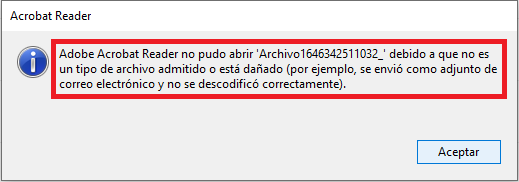 Acrobat Reader
Adobe Acrobat Reader no pudo abrir 'Archivo1646342511032_' debido a que no es
un tipo de archivo admitido o está dañado (por ejemplo, se envió como adjunto de
correo electrónico y no se descodificó correctamente).
Aceptar